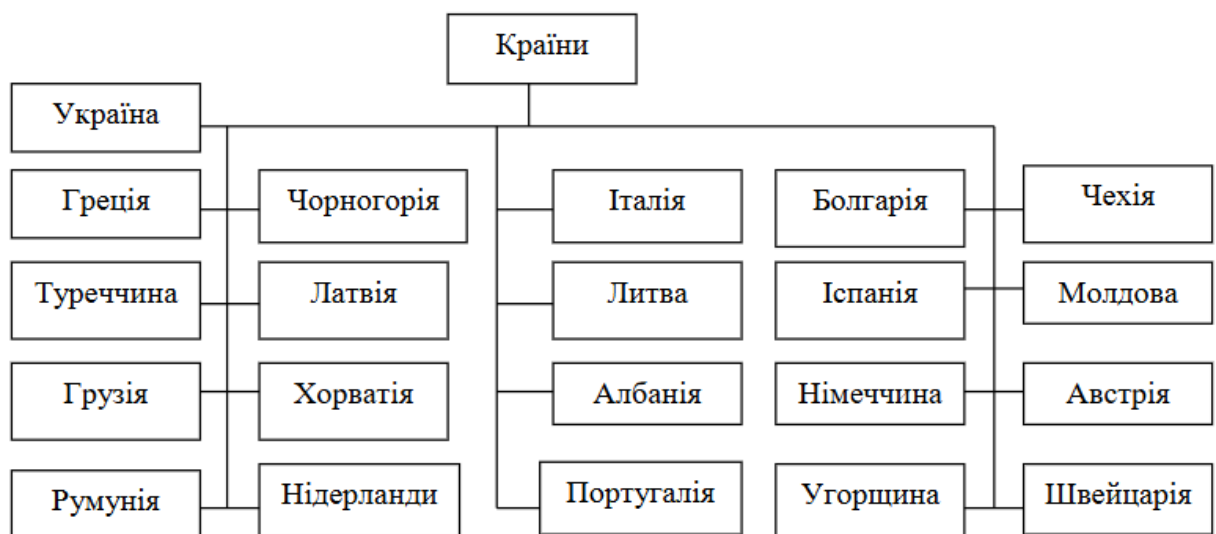 Країни
Україна
Греція
Чорногорія
Італія
Болгарія
Чехія
Туреччина
Латвія
Литва
Іспанія
Молдова
Грузія
Хорватія
Албанія
Німеччина
Австрія
Румунія
Нідерланди
Португалія
Угорщина
Швейцарія